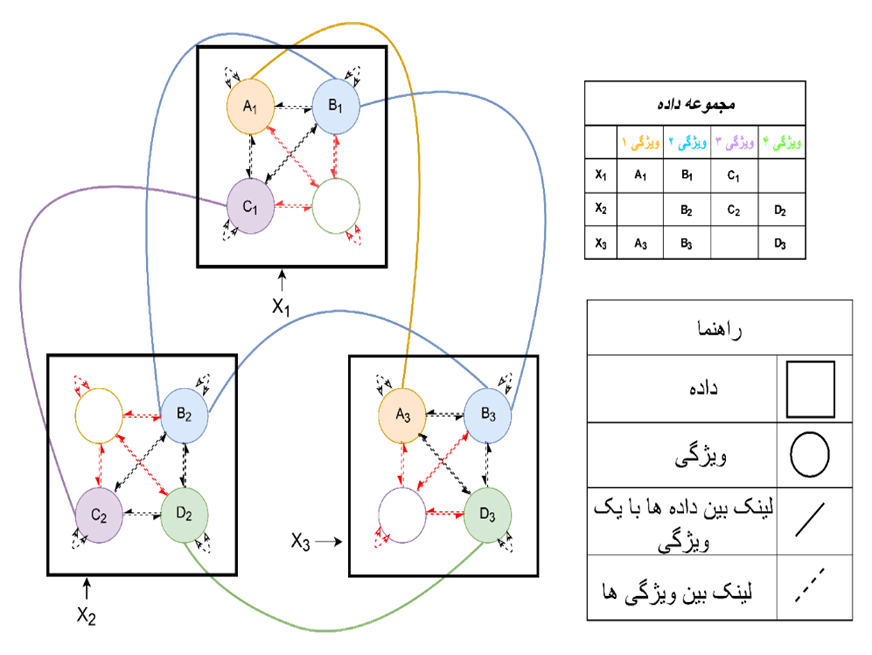 A1
B1
C1
X1
B2
C2
D2
X2
A3
B3
D3
X3
مجموعه داده
ویژگی ۱ ویژگی ۲ ویژگی ۳ ویژگی ۴
X1 A1 B1 C1
X2 B2 C2 D2
X3 A3 B3 D3
راهنما
داده
ویژگی
لینک بین داده ها با یک
ویژگی
لینک بین ویژگی ها